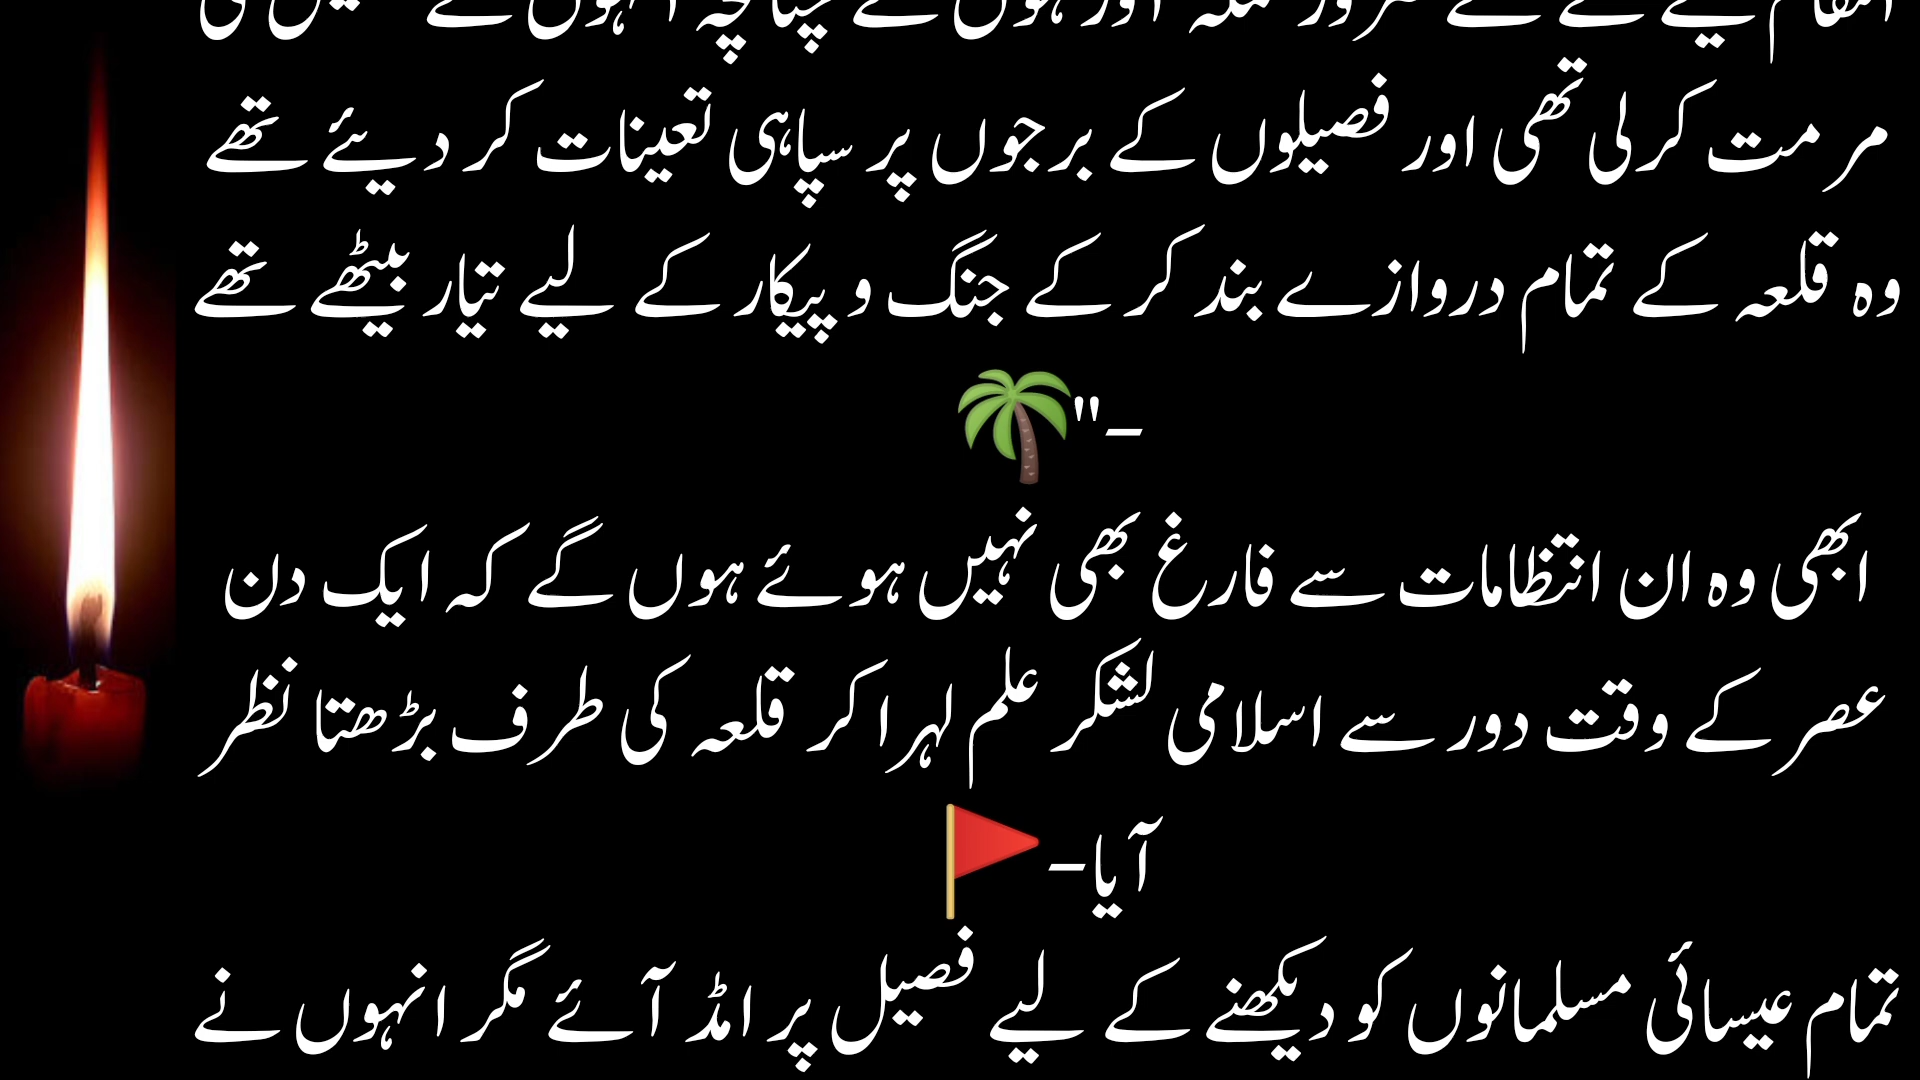 مرمت کرلی تھی اور فصیلوں کے برجوں پر سپاہی تعینات کر دیئے تھے
وہ قلعہ کے تمام دروازے بند کر کے جنگ و پیکار کے لیے تیار بیٹھے تھے
-"🌴
ابھی وہ ان انتظامات سے فارغ بھی نہیں ہوئے ہوں گے کہ ایک دن
عصر کے وقت دور سے اسلامی لشکر علم لہرا کر قلعہ کی طرف بڑھتا نظر
آیا-🚩
تمام عیسائی مسلمانوں کو دیکھنے کے لیے فصیل پر امڈ آئے مگر انہوں نے